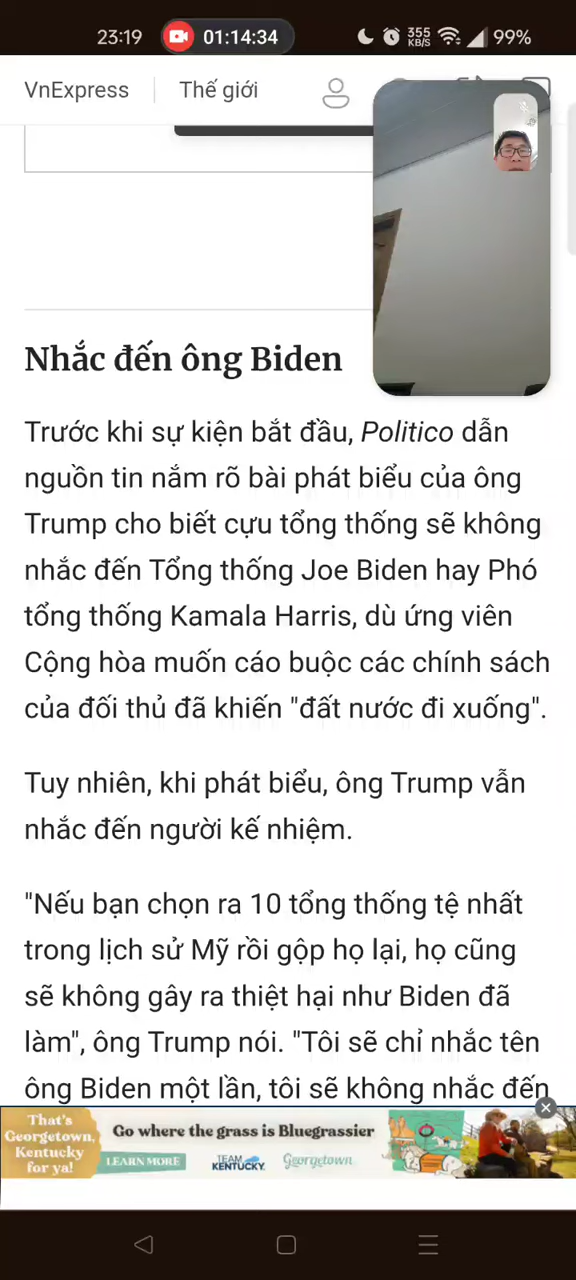 23:19
01:14:34
355
KB/S
99%
VnExpress
Thế giới
Nhắc đến ông Biden
Trước khi sự kiện bắt đầu, Politico dẫn
nguồn tin nắm rõ bài phát biểu của ông
Trump cho biết cựu tổng thống sẽ không
nhắc đến Tổng thống Joe Biden hay Phó
tổng thống Kamala Harris, dù ứng viên
Cộng hòa muốn cáo buộc các chính sách
của đối thủ đã khiến "đất nước đi xuống".
Tuy nhiên, khi phát biểu, ông Trump vẫn
nhắc đến người kế nhiệm.
"Nếu bạn chọn ra 10 tổng thống tệ nhất
trong lịch sử Mỹ rồi gộp họ lại, họ cũng
sẽ không gây ra thiệt hại như Biden đã
làm", ông Trump nói. "Tôi sẽ chỉ nhắc tên
ông Biden một lần, tôi sẽ không nhắc đến
That's
Georgetown,
Kentucky
for ya!
Go where the grass is Bluegrassier
LEARN MORE
TEAM
KENTUCKY
Georgetown